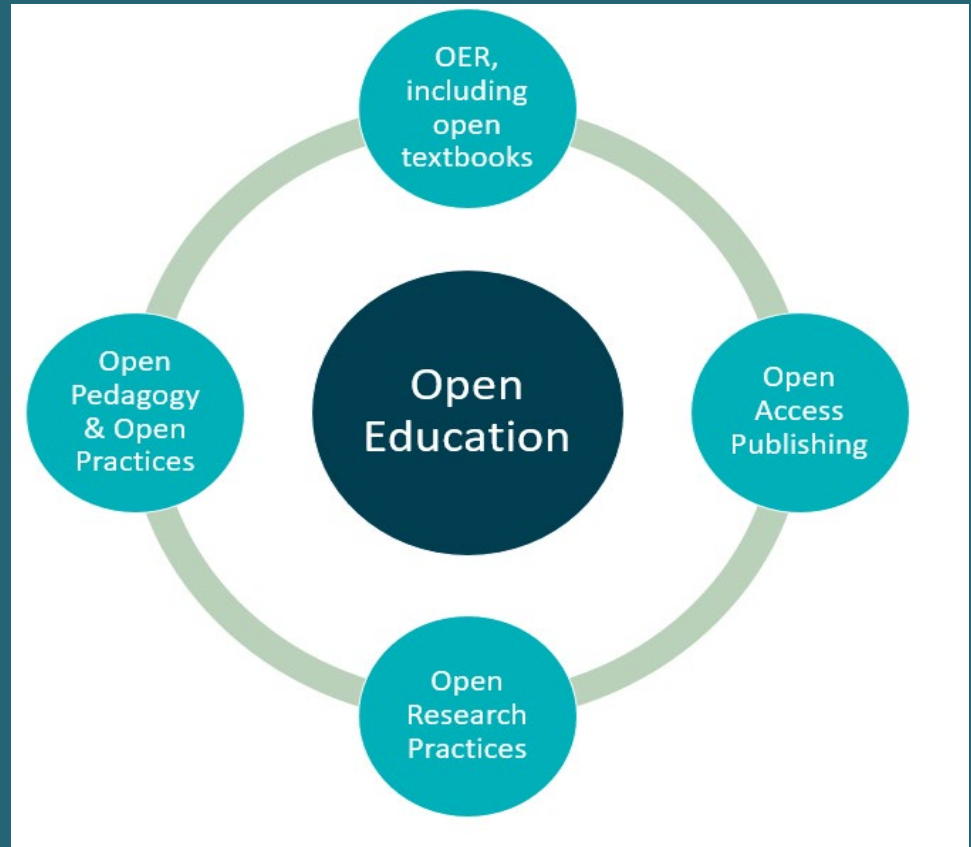 OER,
including
open
textbooks
Open
Pedagogy
& Open
Practices
Open
Education
Open
Access
Publishing
Open
Research
Practices